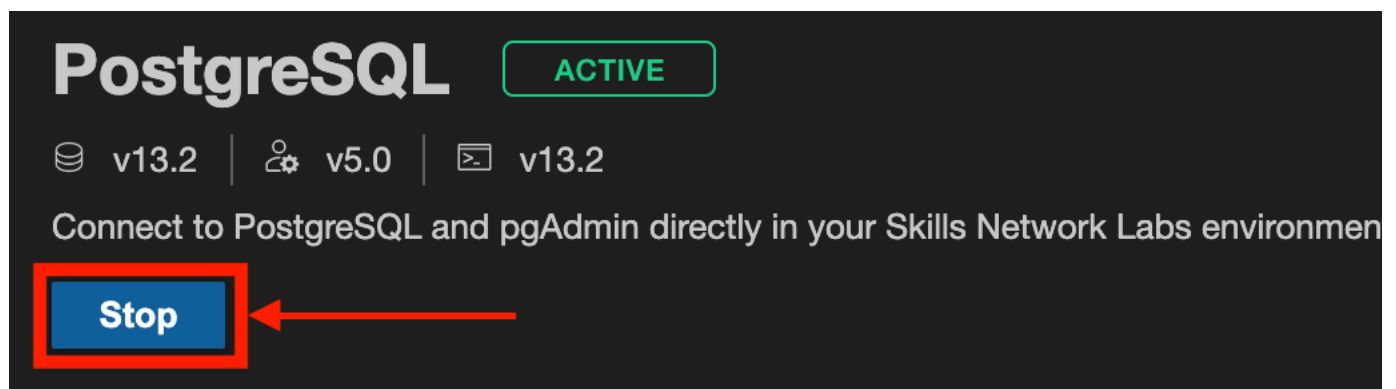 PostgreSQL ACTIVE
v13.2 v5.0 v13.2
Connect to PostgreSQL and pgAdmin directly in your Skills Network Labs environmen
Stop